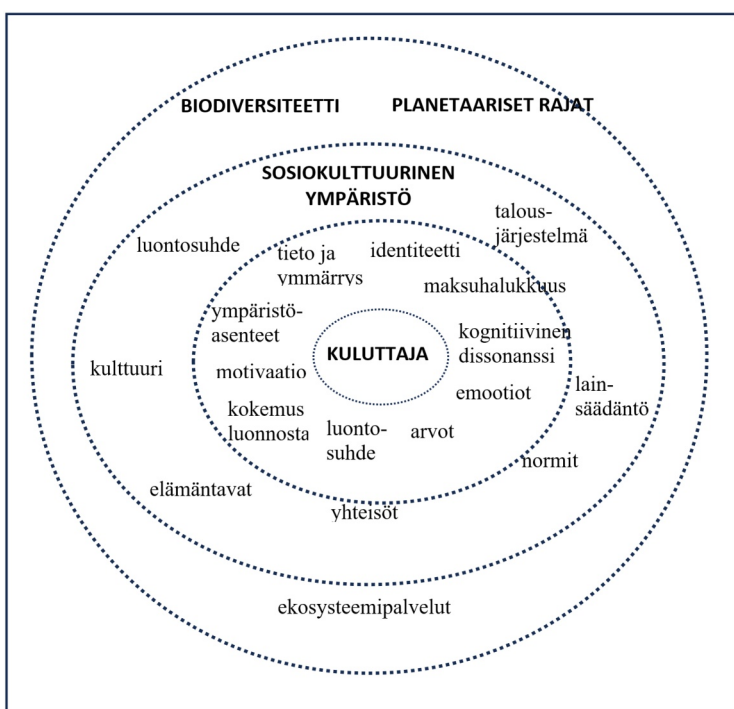 BIODIVERSITEETTI PLANETAARISET RAJAT
SOSIOKULTTUURINEN
YMPÄRISTÖ
talous-
järjestelmä
luontosuhde
tieto ja
ymmärrys
identiteetti
maksuhalukkuus
ympäristö-
asenteet
kognitiivinen
dissonanssi
KULUTTAJA
kulttuuri
motivaatio
emootiot
lain-
säädäntö
kokemus
luonnosta
luonto-
suhde
arvot
normit
elämäntavat
yhteisöt
ekosysteemipalvelut